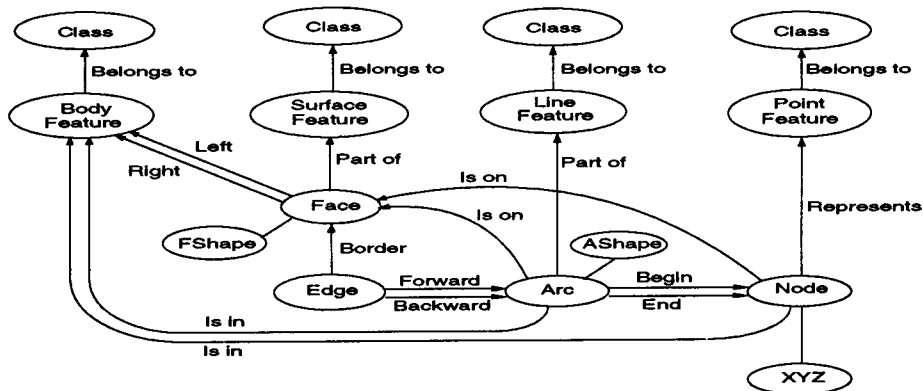 Class
Class
Class
Class
Belongs to
Belongs to
Belongs to
Belongs to
Body
Feature
Surface
Feature
Line
Feature
Point
Feature
Left
Right
Part of
Part of
Is on
Is on
Represents
Face
FShape
AShape
Border
Edge
Forward
Backward
Arc
Begin
End
Node
Is in
Is in
XYZ